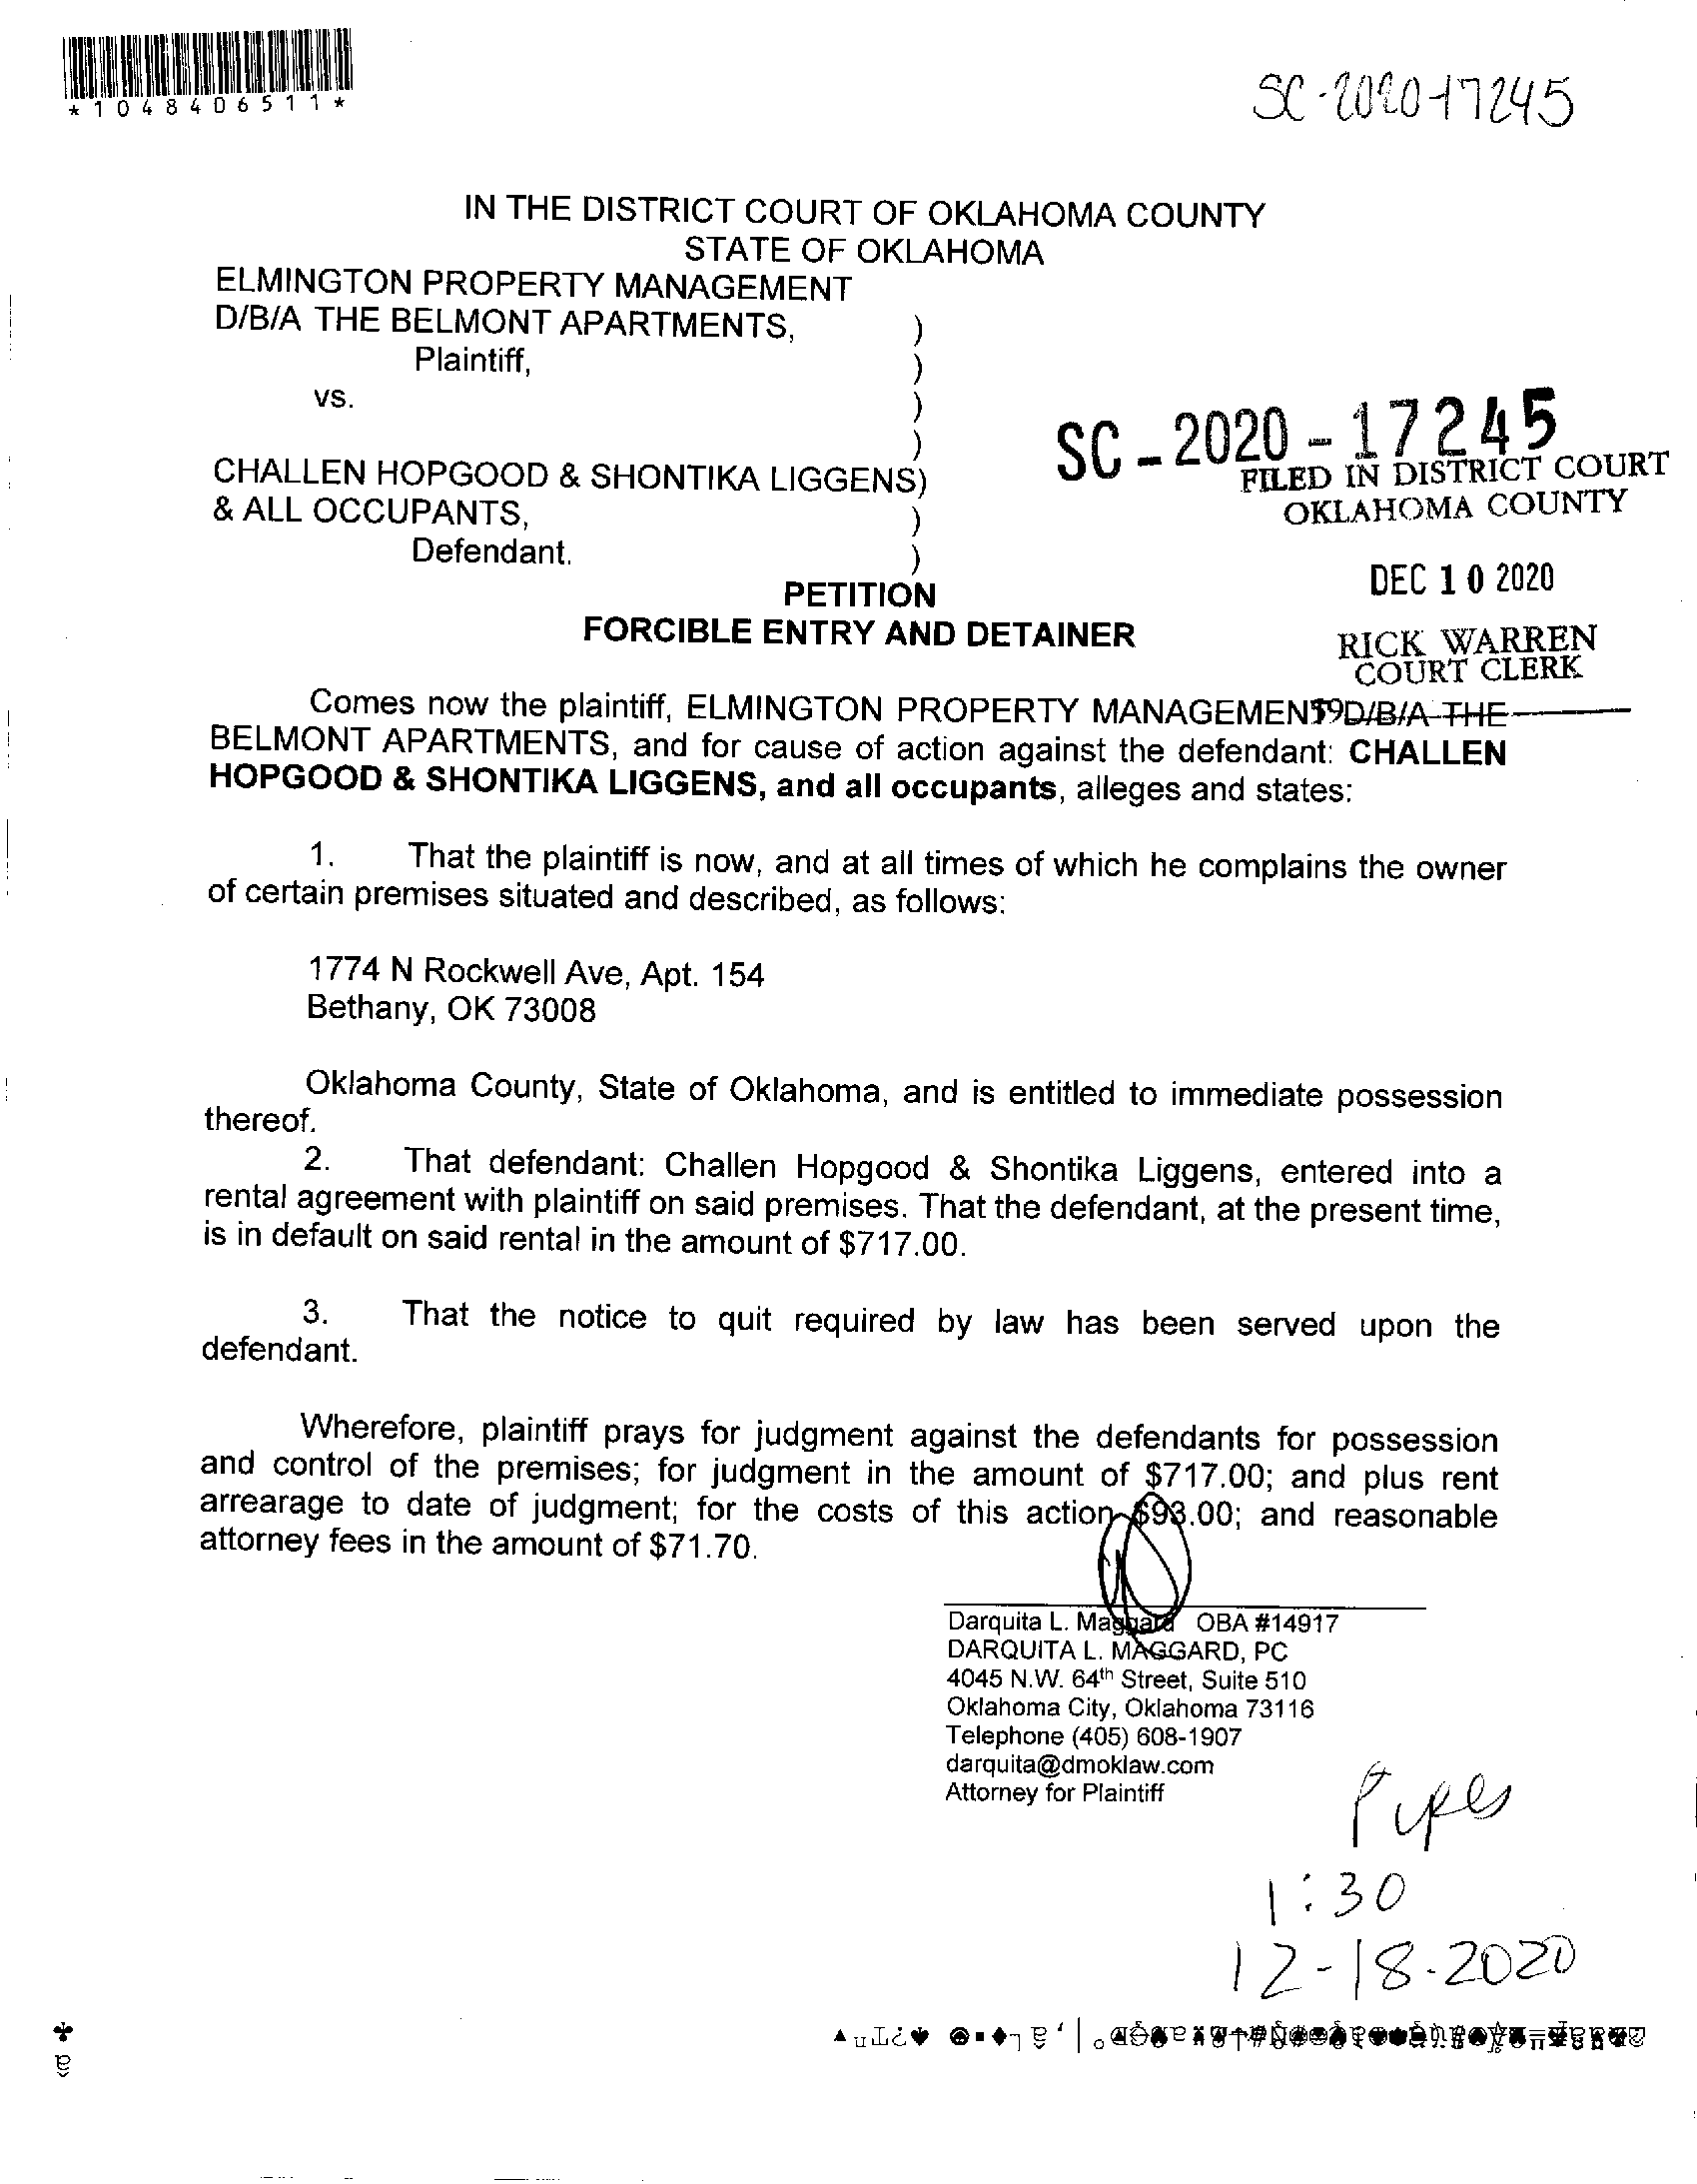 *1048406511*
SC-2020-17245
IN THE DISTRICT COURT OF OKLAHOMA COUNTY
STATE OF OKLAHOMA
ELMINGTON PROPERTY MANAGEMENT
D/B/A THE BELMONT APARTMENTS, )
Plaintiff, )
vs. )
)
CHALLEN HOPGOOD & SHONTIKA LIGGENS)
& ALL OCCUPANTS, )
Defendant. )
SC-2020-17245
FILED IN DISTRICT COURT
OKLAHOMA COUNTY
DEC 10 2020
RICK WARREN
COURT CLERK
PETITION
FORCIBLE ENTRY AND DETAINER
Comes now the plaintiff, ELMINGTON PROPERTY MANAGEMENT D/B/A THE
BELMONT APARTMENTS, and for cause of action against the defendant: CHALLEN
HOPGOOD & SHONTIKA LIGGENS, and all occupants, alleges and states:
1. That the plaintiff is now, and at all times of which he complains the owner
of certain premises situated and described, as follows:
1774 N Rockwell Ave, Apt. 154
Bethany, OK 73008
Oklahoma County, State of Oklahoma, and is entitled to immediate possession
thereof.
2. That defendant: Challen Hopgood & Shontika Liggens, entered into a
rental agreement with plaintiff on said premises. That the defendant, at the present time,
is in default on said rental in the amount of $717.00.
3. That the notice to quit required by law has been served upon the
defendant.
Wherefore, plaintiff prays for judgment against the defendants for possession
and control of the premises; for judgment in the amount of $717.00; and plus rent
arrearage to date of judgment; for the costs of this action $93.00; and reasonable
attorney fees in the amount of $71.70.
Darquita L. Maggard OBA #14917
DARQUITA L. MAGGARD, PC
4045 N.W. 64th Street, Suite 510
Oklahoma City, Oklahoma 73116
Telephone (405) 608-1907
darquita@dmoklaw.com
Attorney for Plaintiff
Pipes
1:30
12-18-2020